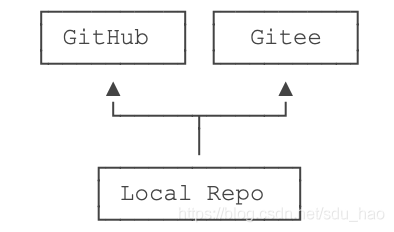 GitHub
Gitee
Local Repo
https://blog.csdn.net/sdu_hao